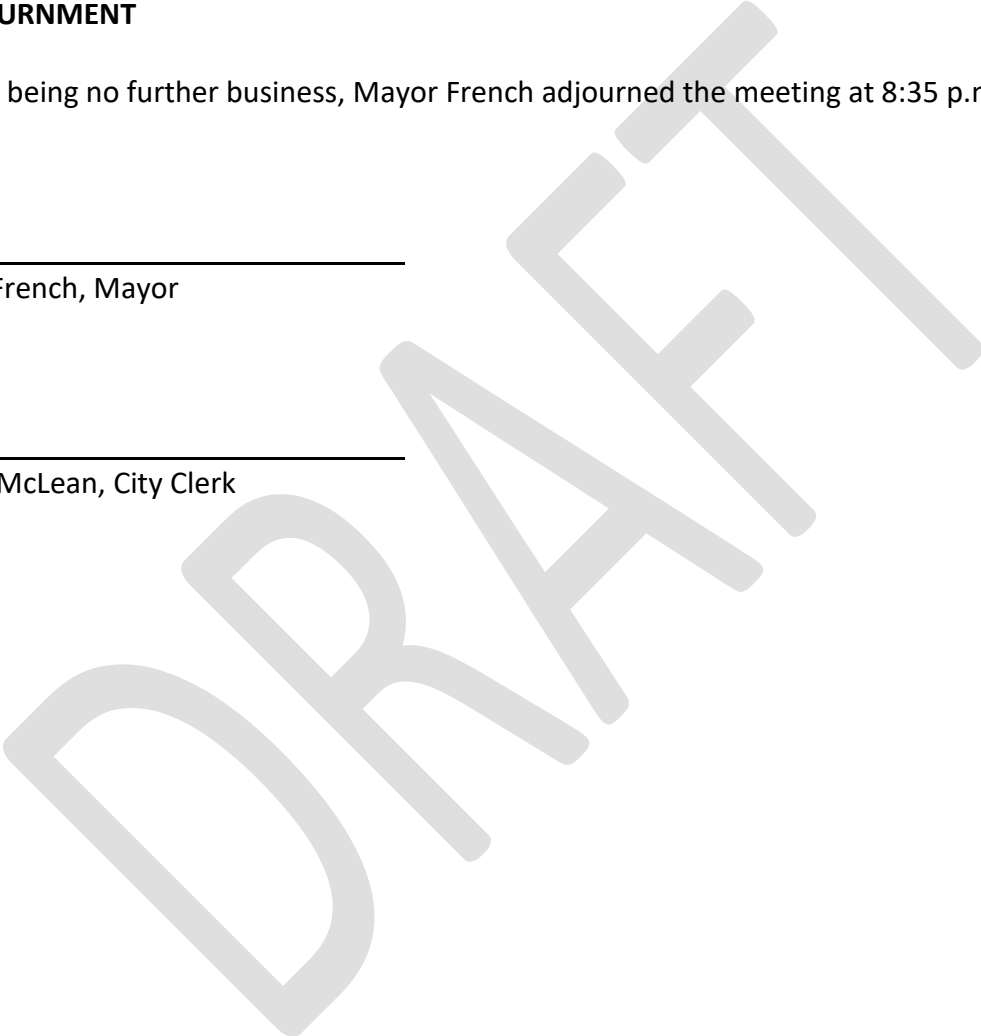 URNMENT
being no further business, Mayor French adjourned the meeting at 8:35 p.
French, Mayor
McLean, City Clerk
DRAFT